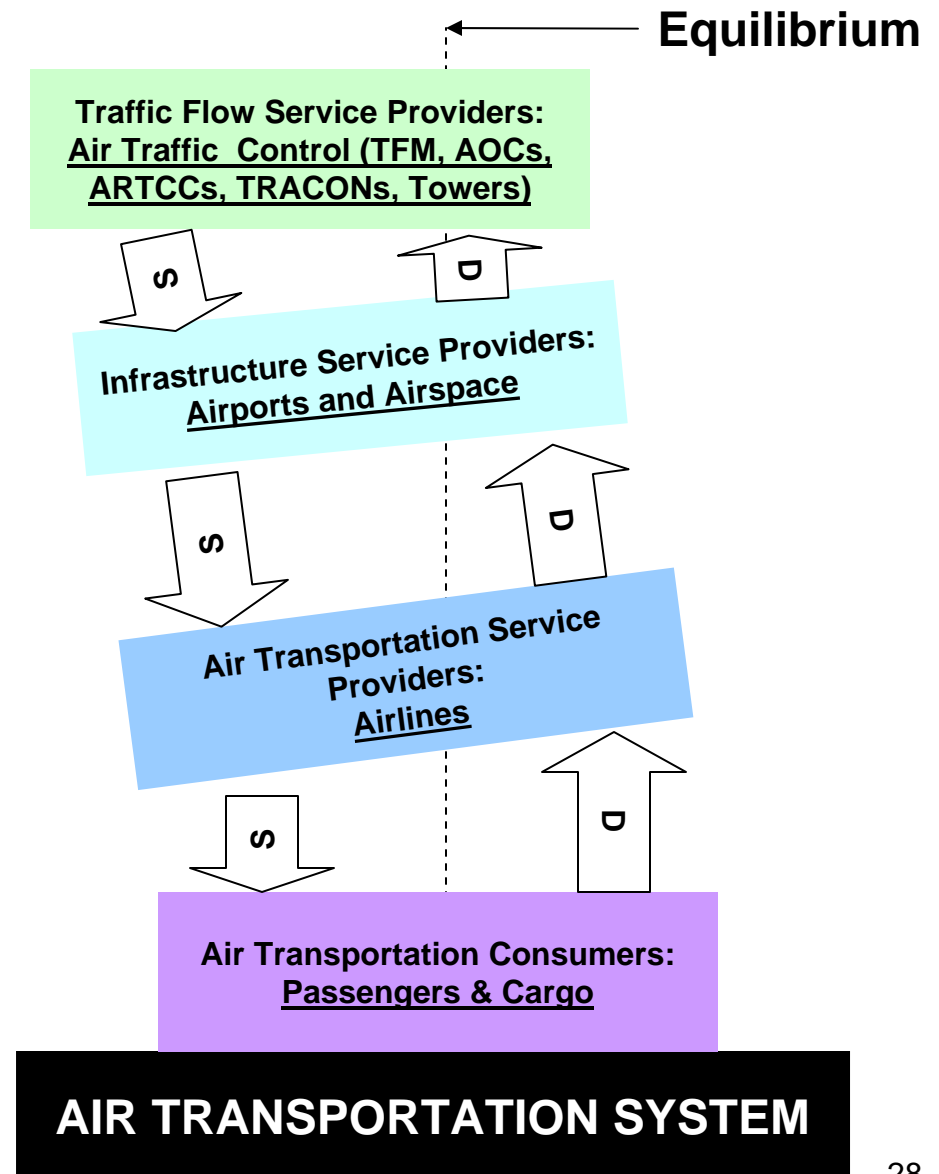 Equilibrium
Traffic Flow Service Providers:
Air Traffic  Control (TFM, AOCs,
ARTCCs, TRACONs, Towers)
S
D
Infrastructure Service Providers:
Airports and Airspace
S
D
Air Transportation Service
Providers:
Airlines
S
D
Air Transportation Consumers:
Passengers & Cargo
AIR TRANSPORTATION SYSTEM
28